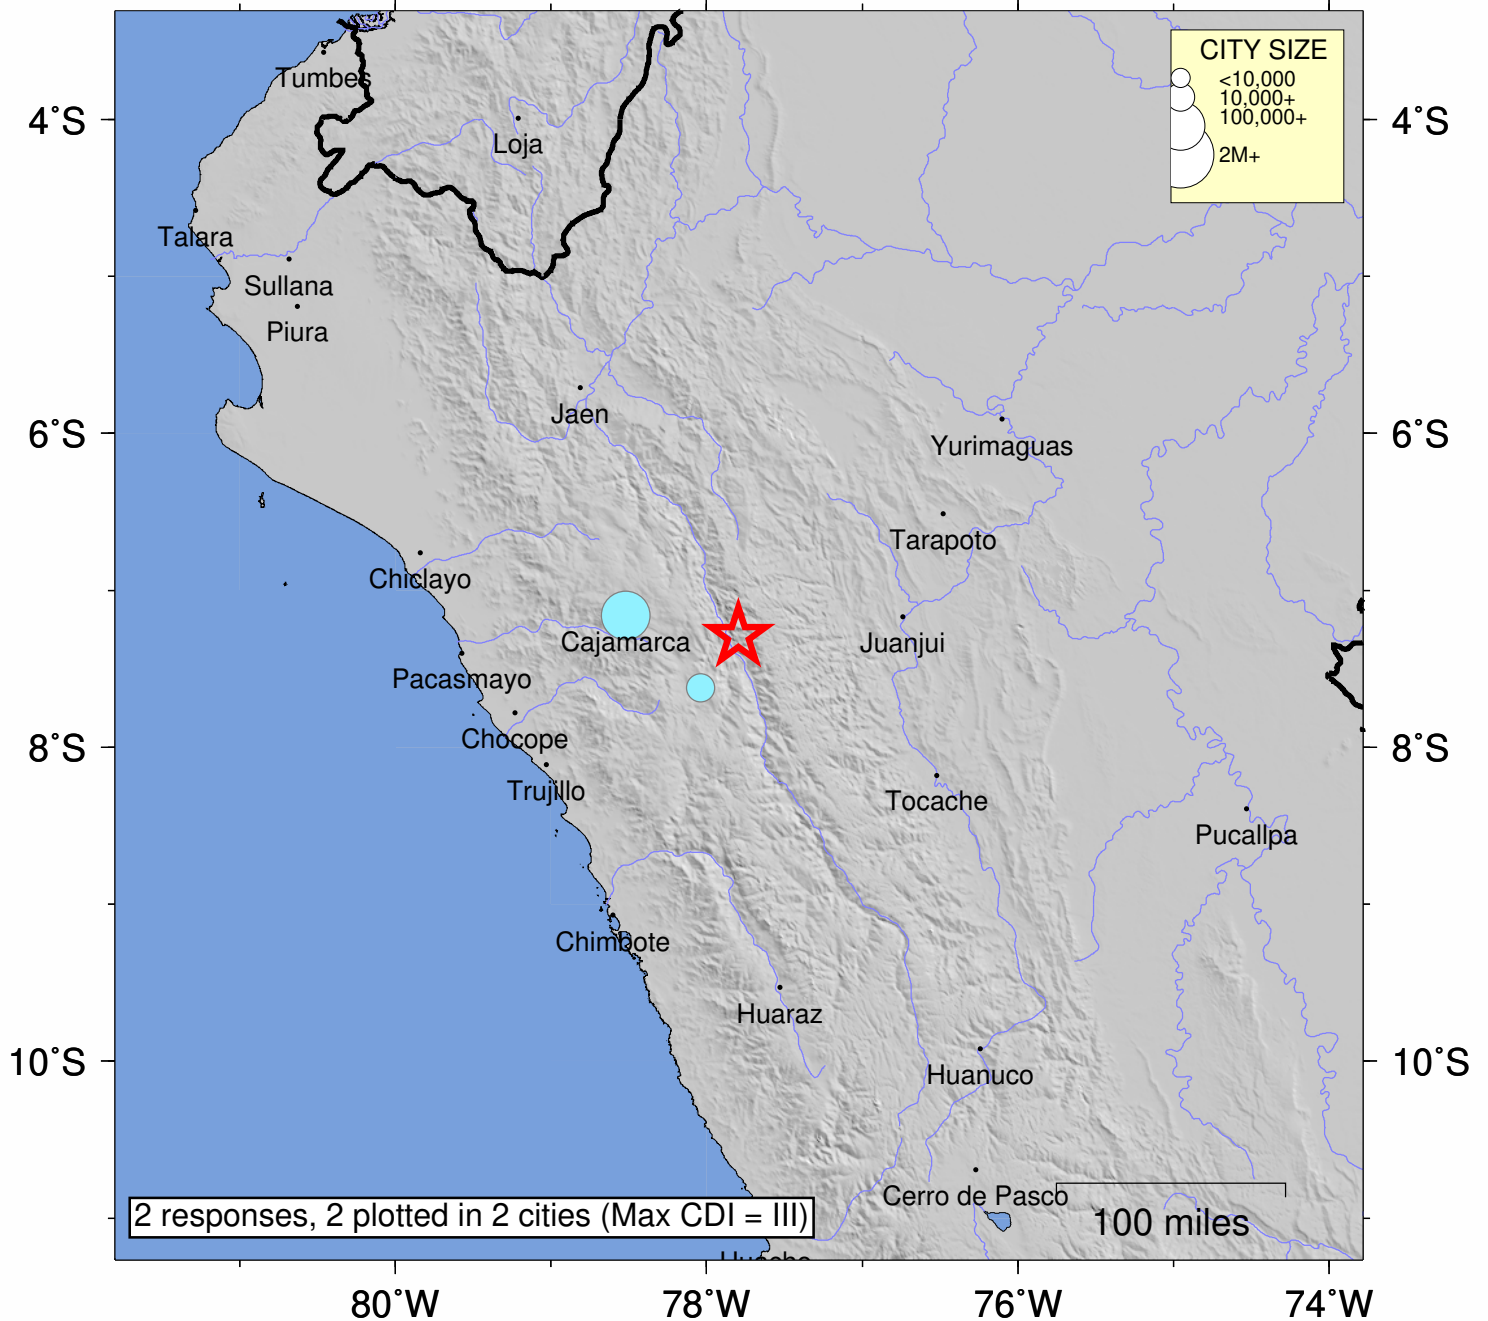 CITY SIZE
<10,000
10,000+
100,000+
2M+
Tumbes
4°S
4°S
Loja
Talara
Sullana
Piura
Jaen
6°S
6°S
Yurimaguas
Tarapoto
Chiclayo
Cajamarca
Juanjui
Pacasmayo
Chocope
8°S
8°S
Trujillo
Tocache
Pucallpa
Chimbote
Huaraz
10°S
10°S
Huanuco
Cerro de Pasco
2 responses, 2 plotted in 2 cities (Max CDI = III)
100 miles
80°W
78°W
76°W
74°W